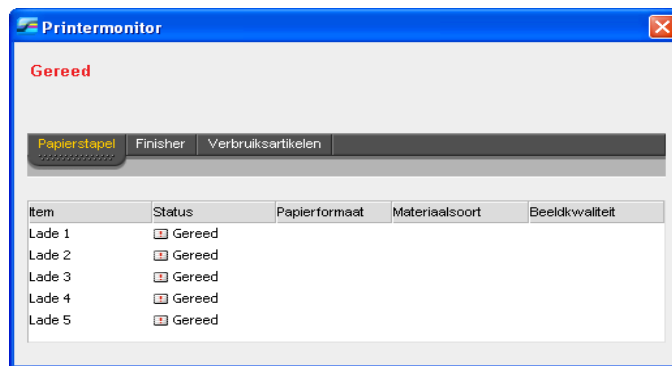 Printermonitor
Gereed
Papierstapel Finisher Verbruiksartikelen
Item Status Papierformaat Materiaalsoort Beeldkwaliteit
Lade 1 Gereed
Lade 2 Gereed
Lade 3 Gereed
Lade 4 Gereed
Lade 5 Gereed